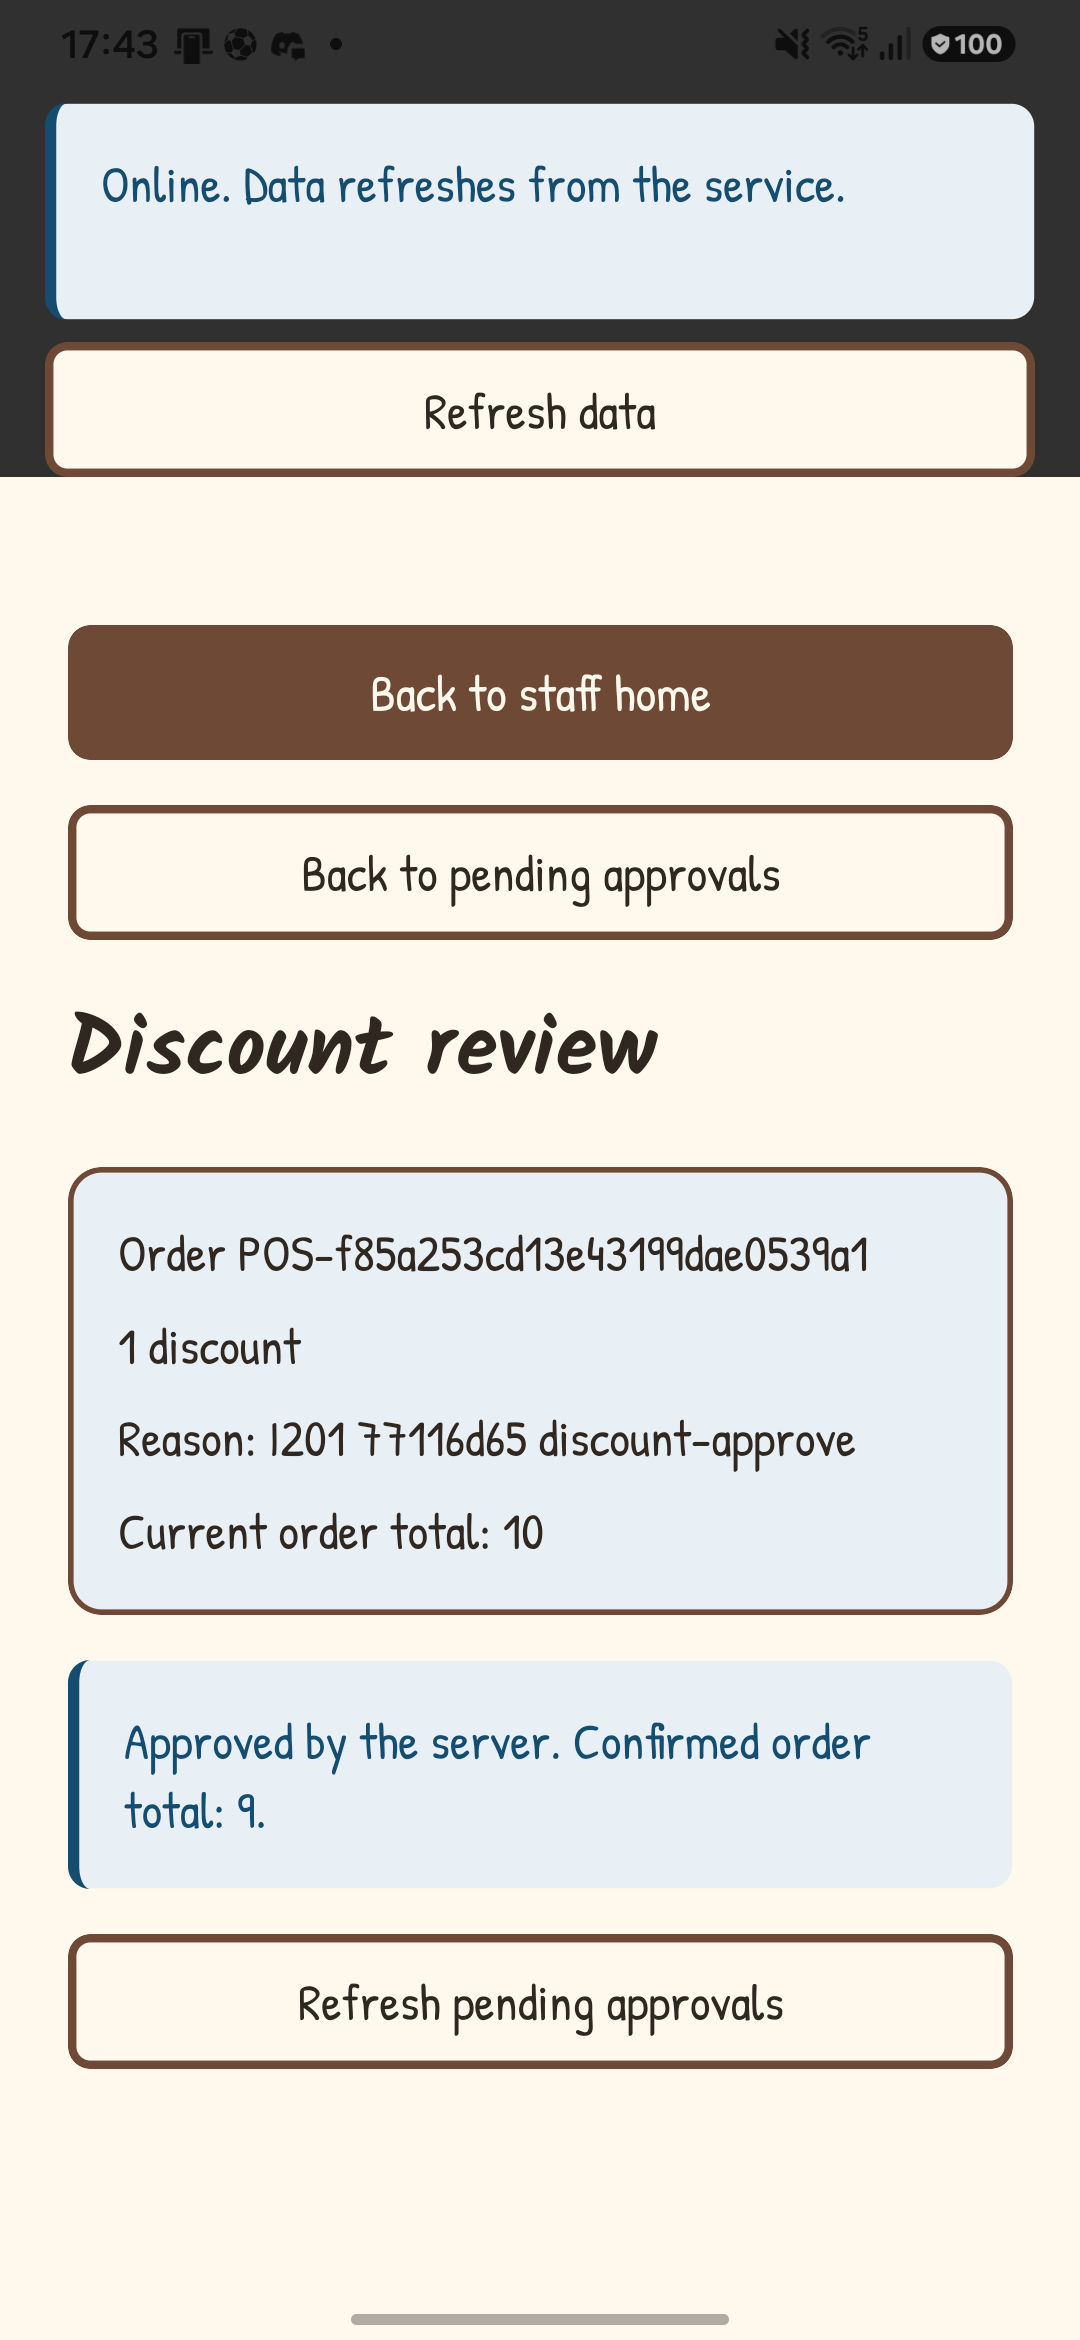 17:43
5
100
Online. Data refreshes from the service.
Refresh data
Back to staff home
Back to pending approvals
Discount review
Order POS-f85a253cd13e43199dae0539a1
1 discount
Reason: I201 77116d65 discount-approve
Current order total: 10
Approved by the server. Confirmed order
total: 9.
Refresh pending approvals